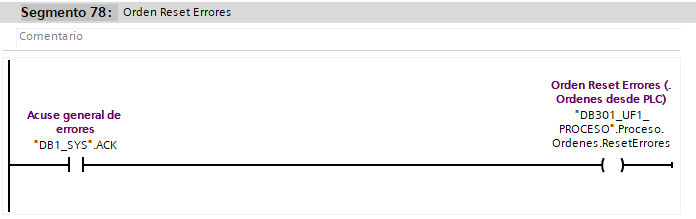 Segmento 78: Orden Reset Errores
Comentario
Orden Reset Errores (.
Ordenes desde PLC)
Acuse general de
errores
"DB1_SYS".ACK
"DB301_UF1_
PROCESO".Proceso.
Ordenes.ResetErrores